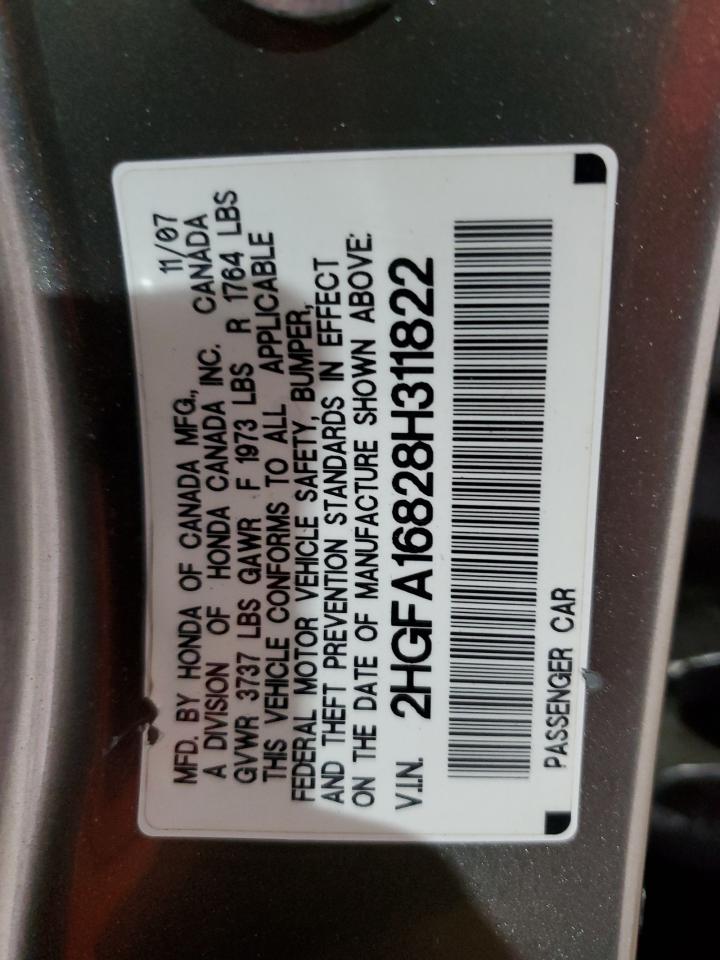 MFD. BY HONDA OF CANADA MFG., 11/07
A DIVISION OF HONDA CANADA INC. CANADA
GVWR 3737 LBS GAWR F 1973 LBS R 1764 LBS
THIS VEHICLE CONFORMS TO ALL APPLICABLE
FEDERAL MOTOR VEHICLE SAFETY, BUMPER,
AND THEFT PREVENTION STANDARDS IN EFFECT
ON THE DATE OF MANUFACTURE SHOWN ABOVE.
V.I.N. 2HGFA16828H311822
PASSENGER CAR